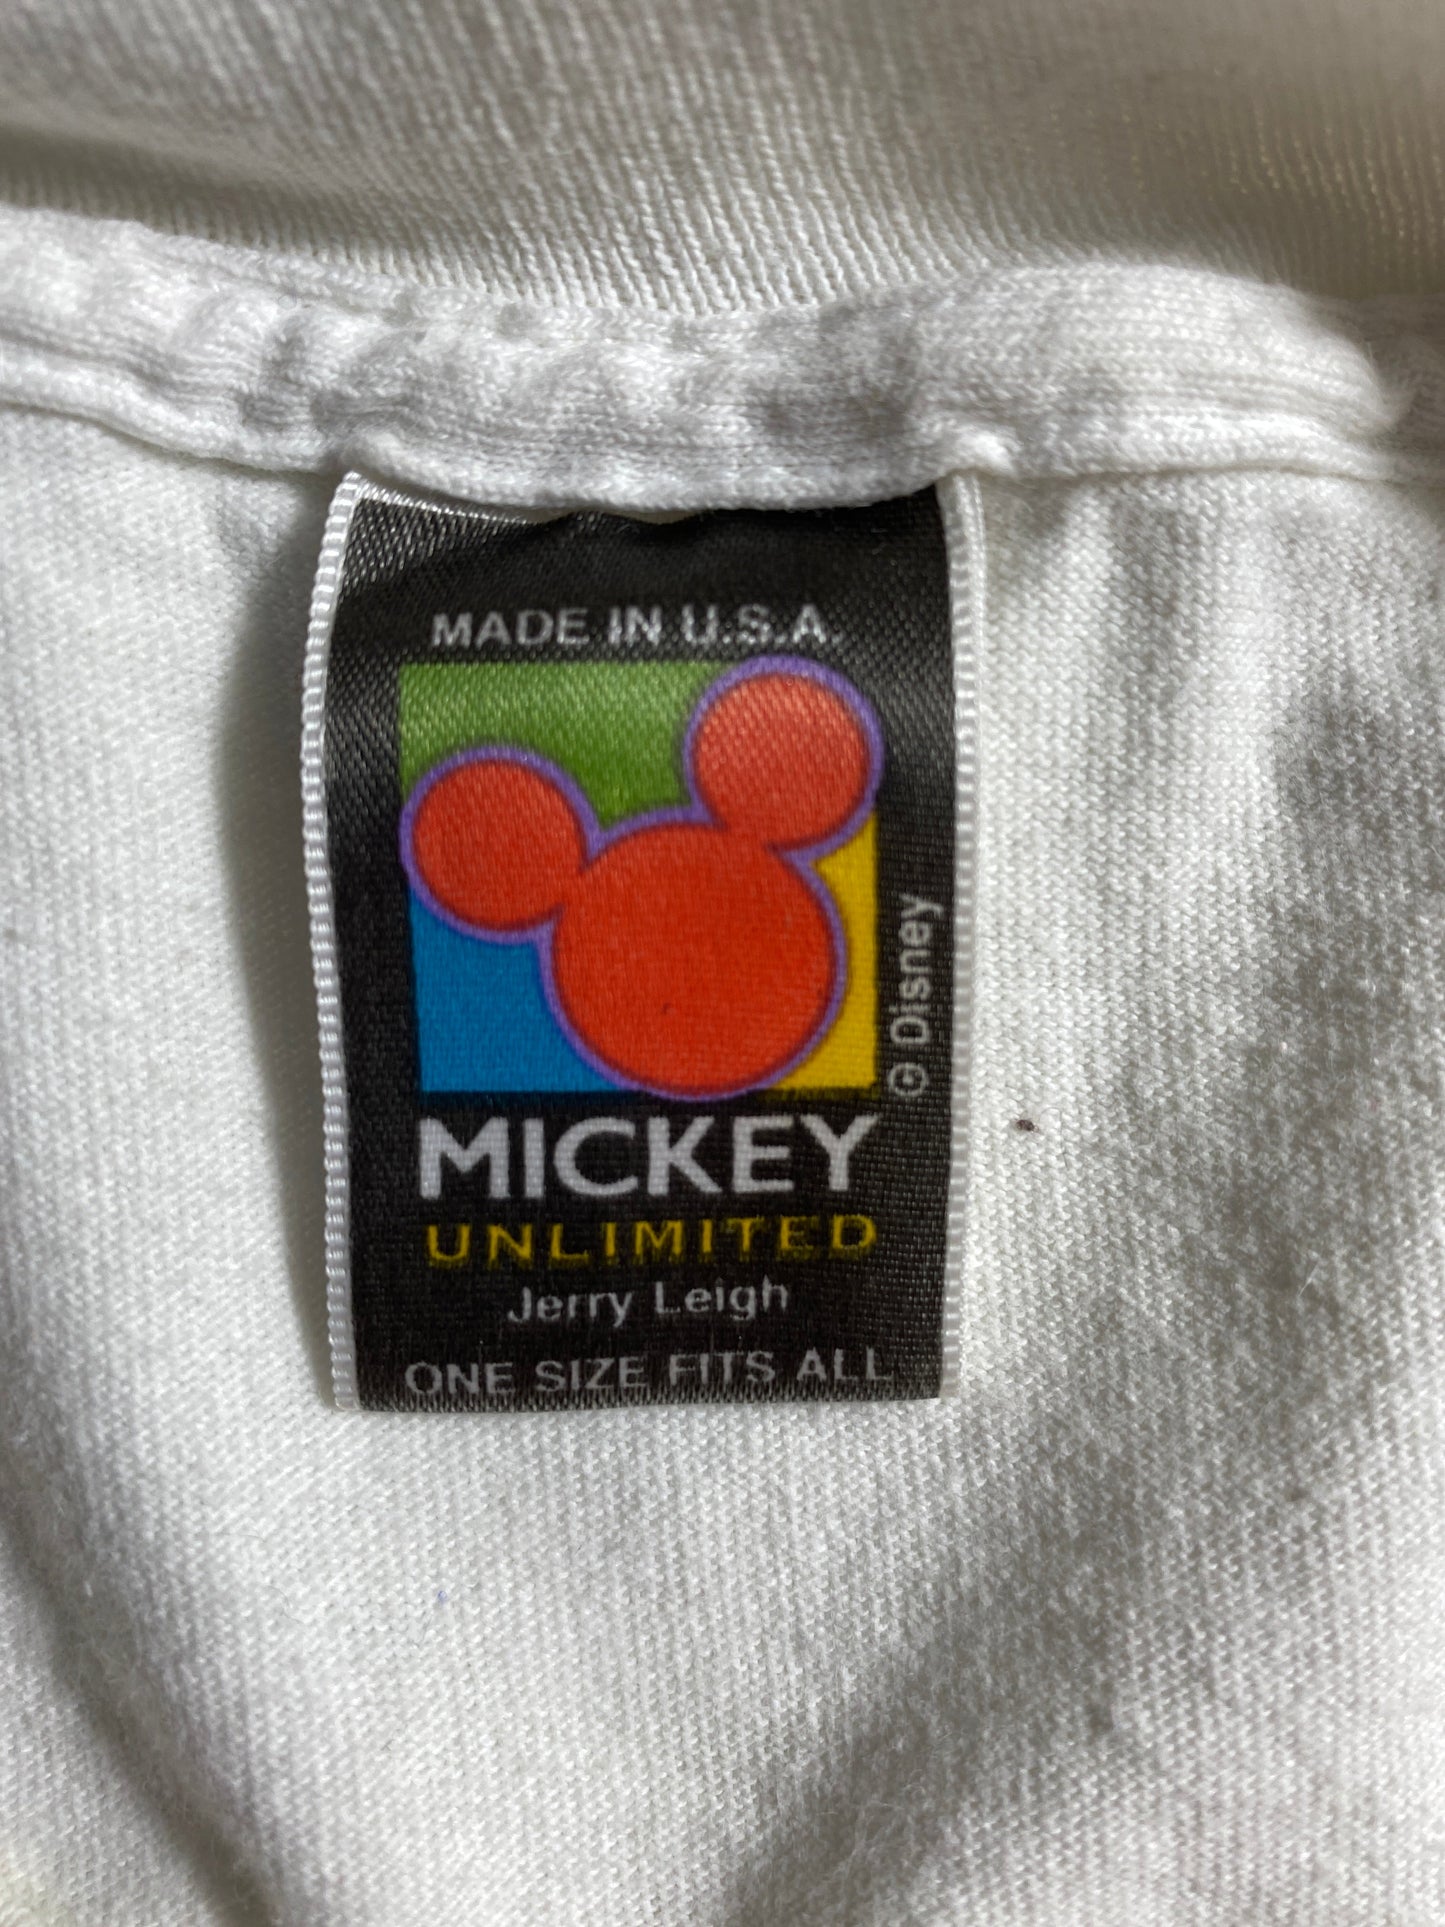 MADE IN U.S.A.
© Disney
MICKEY
UNLIMITED
Jerry Leigh
ONE SIZE FITS ALL